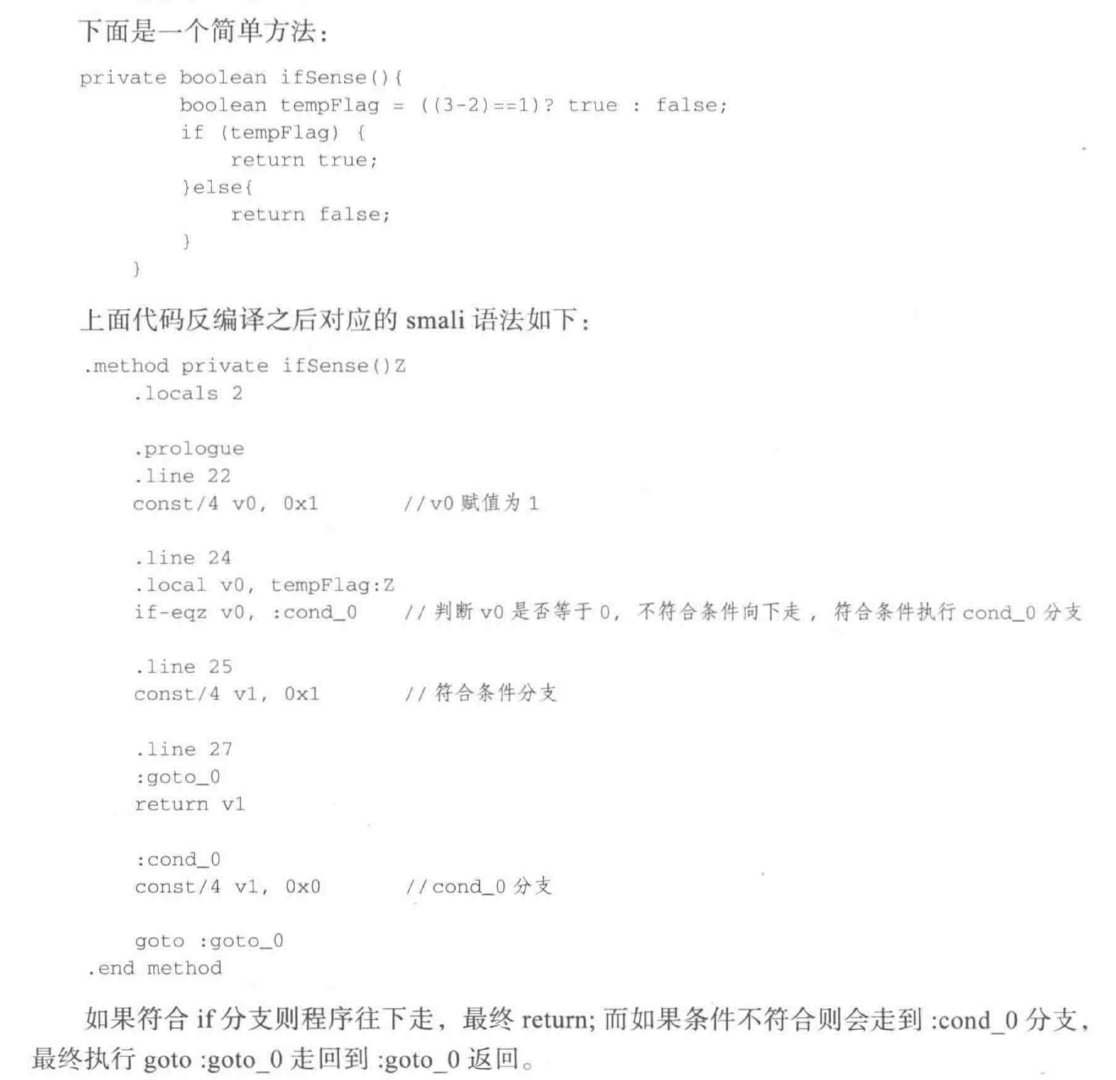 下面是一个简单方法：
private boolean ifSense(){
boolean tempFlag = ((3-2)==1)? true : false;
if (tempFlag) {
return true;
}else{
return false;
}
}
上面代码反编译之后对应的 smali 语法如下：
.method private ifSense()Z
.locals 2
.prologue
.line 22
const/4 v0, 0x1 //v0 赋值为 1
.line 24
.local v0, tempFlag:Z
if-eqz v0, :cond_0 // 判断 v0 是否等于 0, 不符合条件向下走 , 符合条件执行 cond_0 分支
.line 25
const/4 v1, 0x1 // 符合条件分支
.line 27
:goto_0
return v1
:cond_0
const/4 v1, 0x0 //cond_0 分支
goto :goto_0
.end method
如果符合 if 分支则程序往下走，最终 return; 而如果条件不符合则会走到 :cond_0 分支，
最终执行 goto :goto_0 走回到 :goto_0 返回。